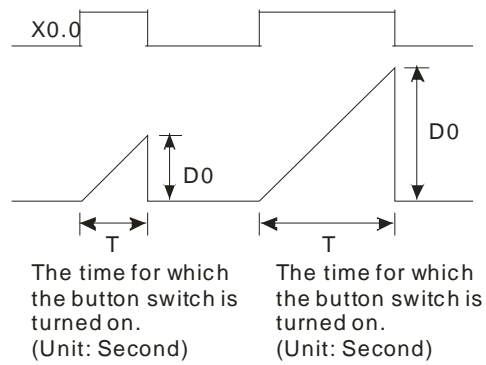 X0.0
D0
D0
T
T
The time for which
the button switch is
turned on.
(Unit: Second)
The time for which
the button switch is
turned on.
(Unit: Second)